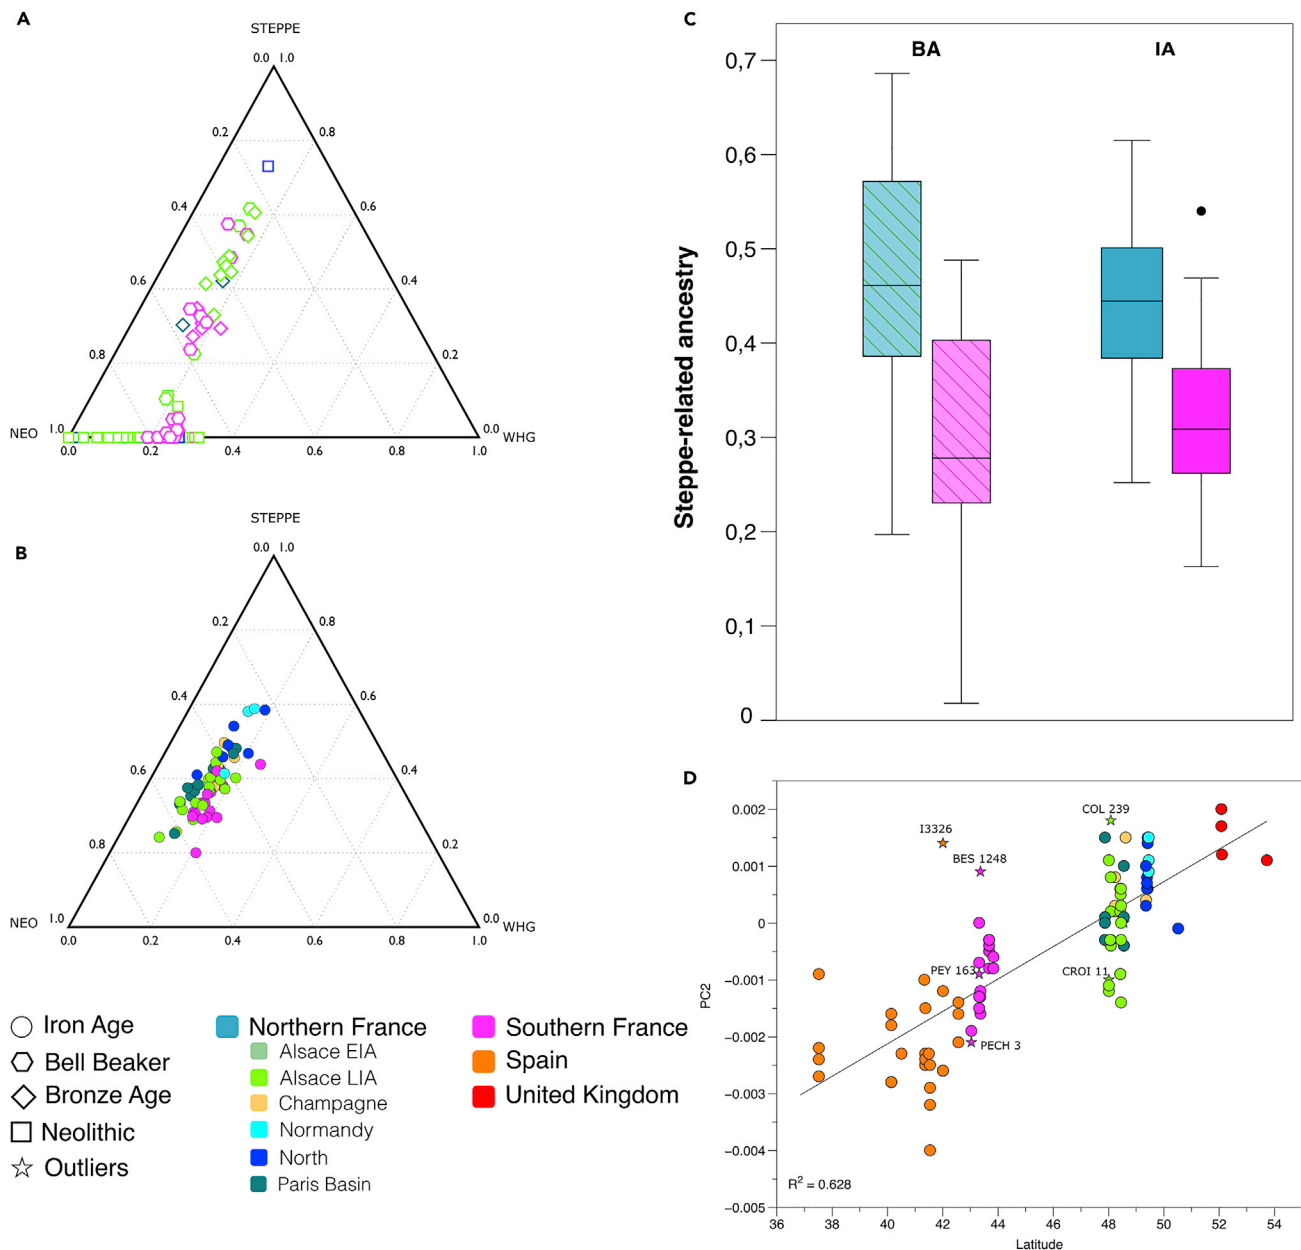 A
STEPPE
0.0 1.0
0.2 0.8
0.4 0.6
0.6 0.4
0.8 0.2
NEO 1.0 0.0 WHG
0.0 0.2 0.4 0.6 0.8 1.0
B
STEPPE
0.0 1.0
0.2 0.8
0.4 0.6
0.6 0.4
0.8 0.2
NEO 1.0 0.0 WHG
0.0 0.2 0.4 0.6 0.8 1.0
Iron Age
Bell Beaker
Bronze Age
Neolithic
Outliers
Northern France
Alsace EIA
Alsace LIA
Champagne
Normandy
North
Paris Basin
Southern France
Spain
United Kingdom
C
BA IA
Steppe-related ancestry
0,7
0,6
0,5
0,4
0,3
0,2
0,1
0
D
PC2
0.002
0.001
0
−0.001
−0.002
−0.003
−0.004
−0.005
I3326
BES 1248
COL 239
PEY 163
CROI 11
PECH 3
R2 = 0.628
36 38 40 42 44 46 48 50 52 54
Latitude